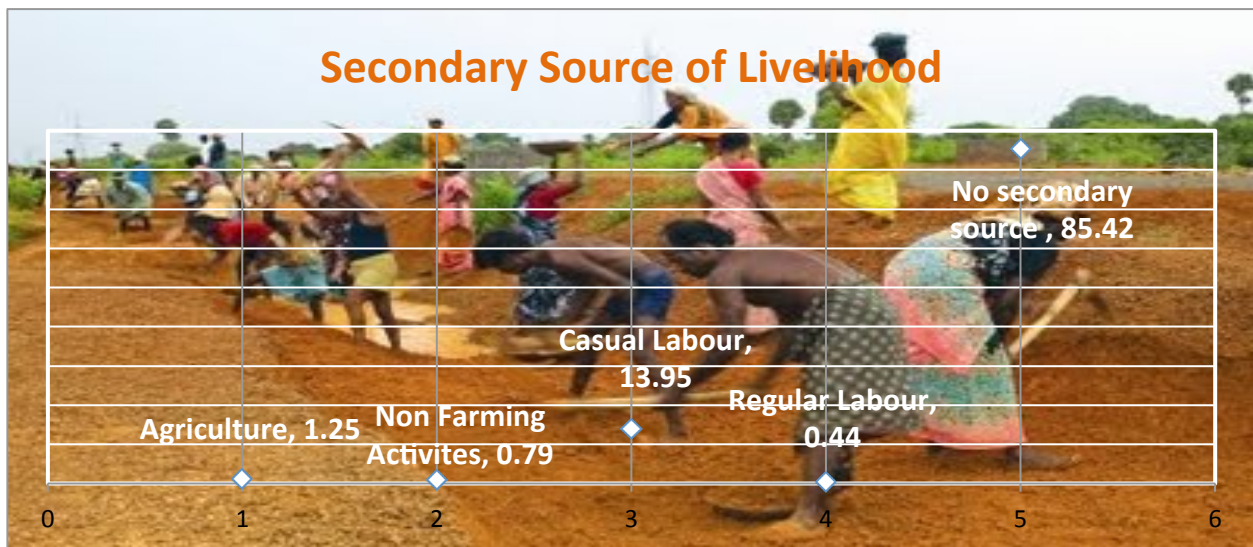 Secondary Source of Livelihood
No secondary
source , 85.42
Casual Labour,
13.95
Regular Labour,
0.44
Agriculture, 1.25
Non Farming
Activites, 0.79
0 1 2 3 4 5 6